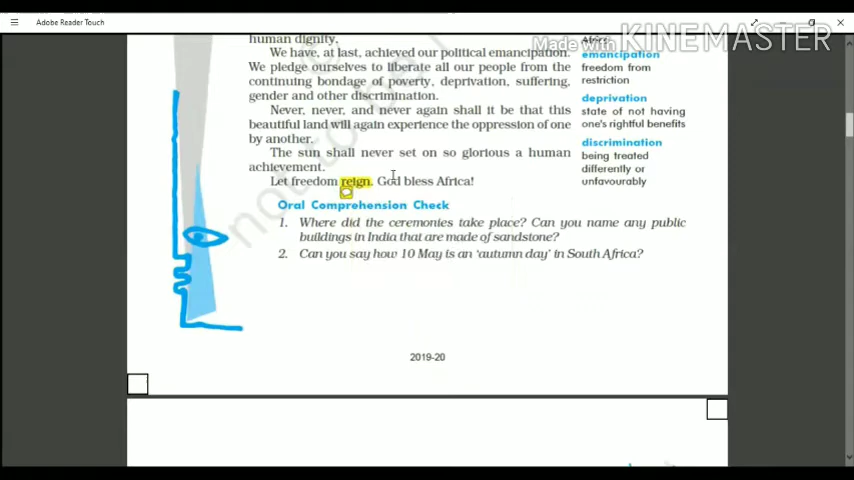 Adobe Reader Touch
Made with KINEMASTER
human dignity.
We have, at last, achieved our political emancipation.
We pledge ourselves to liberate all our people from the
continuing bondage of poverty, deprivation, suffering,
gender and other discrimination.
Never, never, and never again shall it be that this
beautiful land will again experience the oppression of one
by another.
The sun shall never set on so glorious a human
achievement.
Let freedom reign. God bless Africa!
emancipation
freedom from
restriction
deprivation
state of not having
one's rightful benefits
discrimination
being treated
differently or
unfavourably
Oral Comprehension Check
1. Where did the ceremonies take place? Can you name any public
buildings in India that are made of sandstone?
2. Can you say how 10 May is an ‘autumn day’ in South Africa?
not to be
2019-20